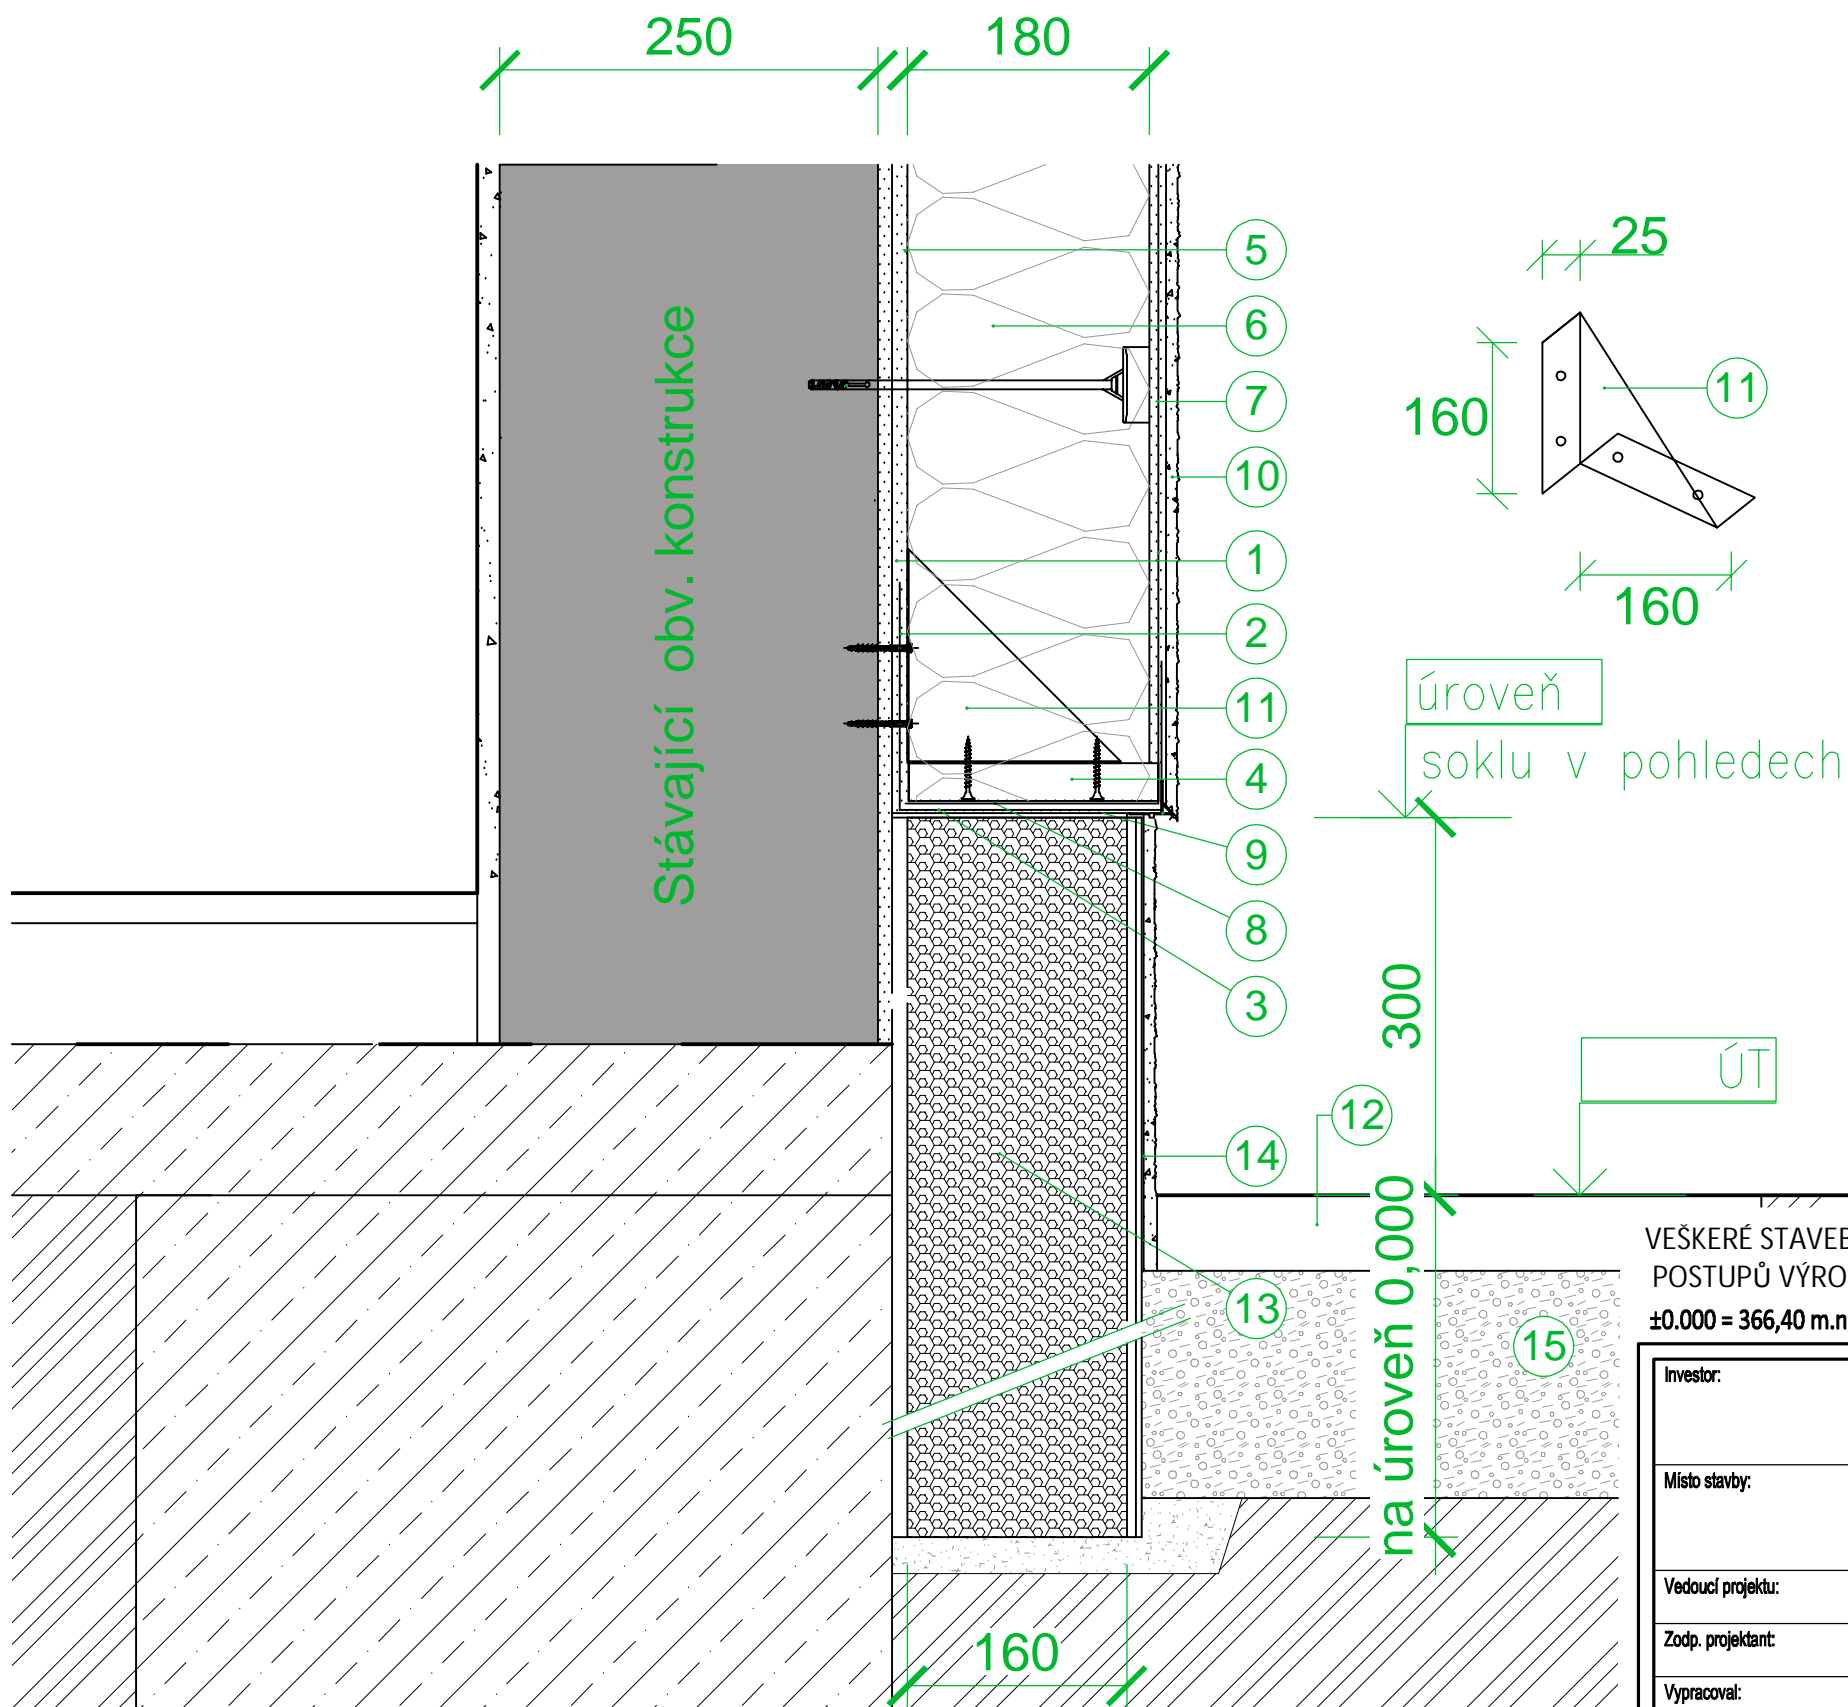 250
180
Stávající obv. konstrukce
5
6
7
10
1
2
11
4
9
8
3
25
160
11
160
úroveň
soklu v pohledech
300
ÚT
12
14
13
15
na úroveň 0,000
160
VEŠKERÉ STAVEB
POSTUPŮ VÝRO
±0.000 = 366,40 m.n
Investor:
Místo stavby:
Vedoucí projektu:
Zodp. projektant:
Vypracoval: